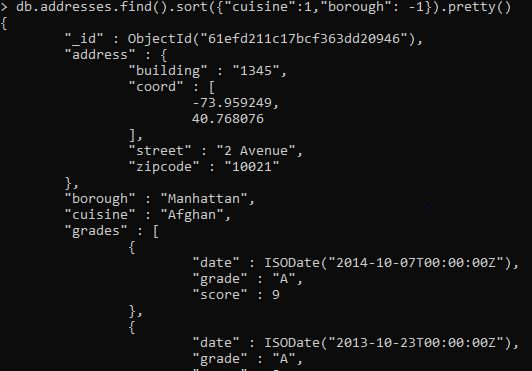 > db.addresses.find().sort({"cuisine":1,"borough": -1}).pretty()
{
"_id" : ObjectId("61efd211c17bcf363dd20946"),
"address" : {
"building" : "1345",
"coord" : [
-73.959249,
40.768076
],
"street" : "2 Avenue",
"zipcode" : "10021"
},
"borough" : "Manhattan",
"cuisine" : "Afghan",
"grades" : [
{
"date" : ISODate("2014-10-07T00:00:00Z"),
"grade" : "A",
"score" : 9
},
{
"date" : ISODate("2013-10-23T00:00:00Z"),
"grade" : "A",